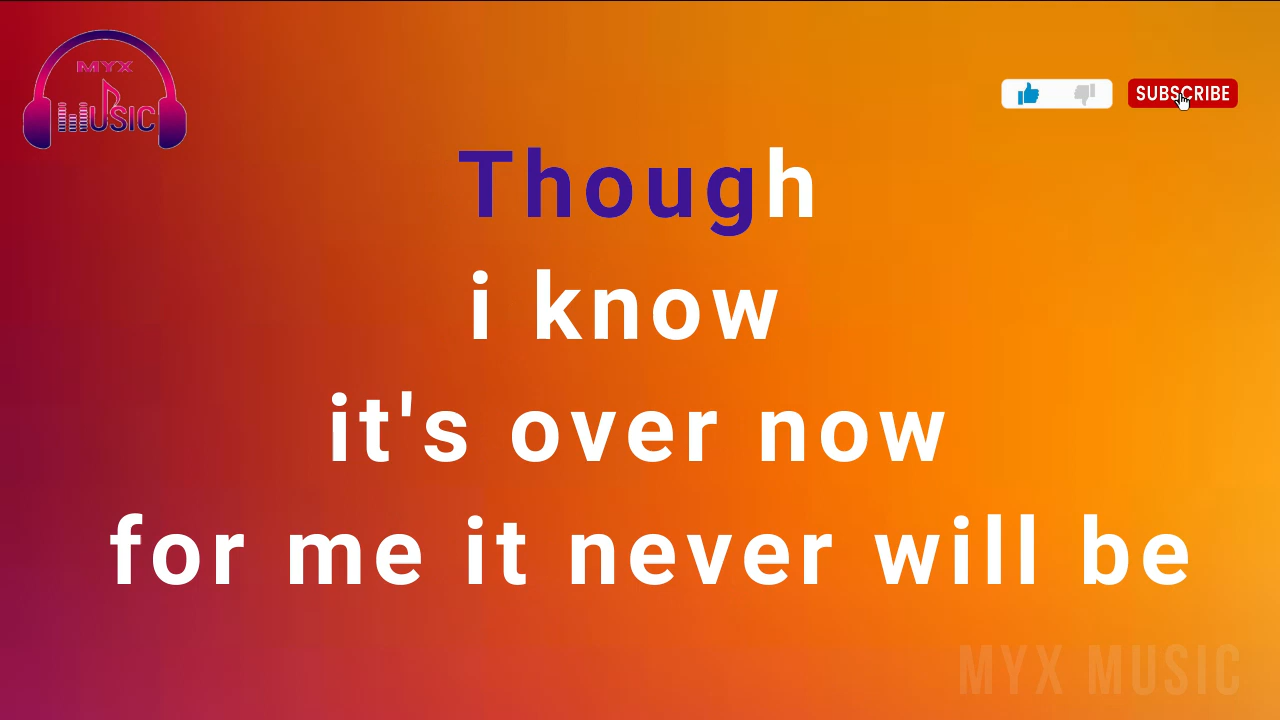 MYX
MUSIC
SUBSCRIBE
Though
i know
it's over now
for me it never will be
MYX MUSIC